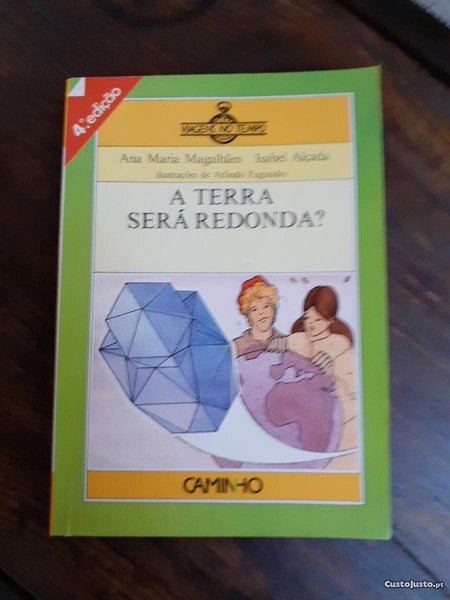 4.ª edição
VIAGENS NO TEMPO
Ana Maria Magalhães Isabel Alçada
ilustrações de Arlindo Fagundes
A TERRA
SERÁ REDONDA?
CAMINHO
CustoJusto.pt